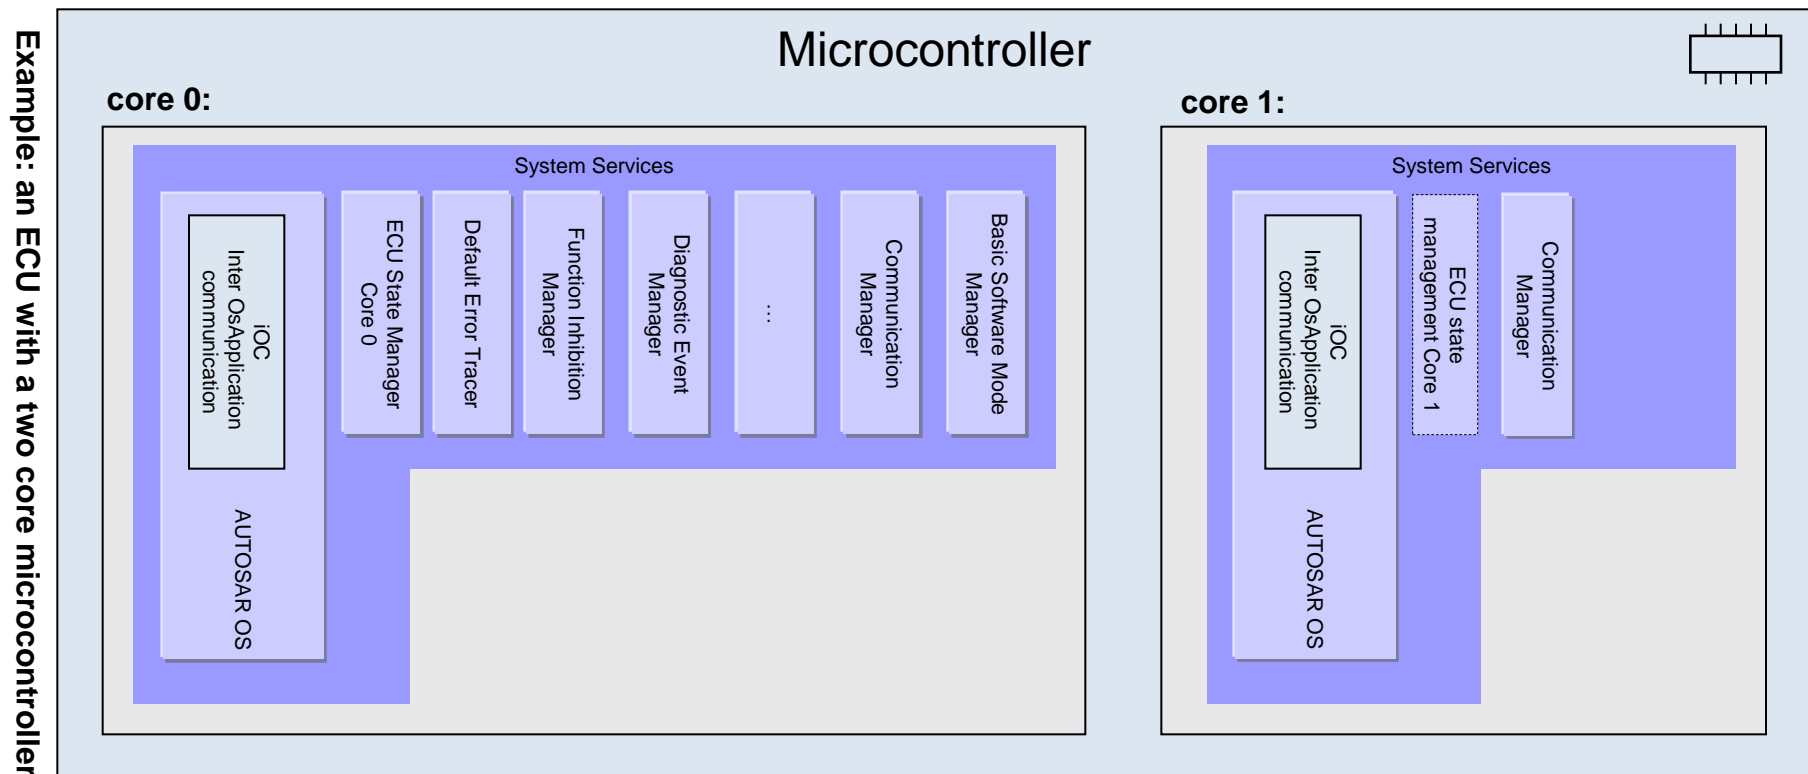 Example: an ECU with a two core microcontroller
Microcontroller
core 0:
System Services
iOC
Inter OsApplication
communication
AUTOSAR OS
ECU State Manager
Core 0
Default Error Tracer
Function Inhibition
Manager
Diagnostic Event
Manager
...
Communication
Manager
Basic Software Mode
Manager
core 1:
System Services
iOC
Inter OsApplication
communication
AUTOSAR OS
ECU state
management Core 1
Communication
Manager